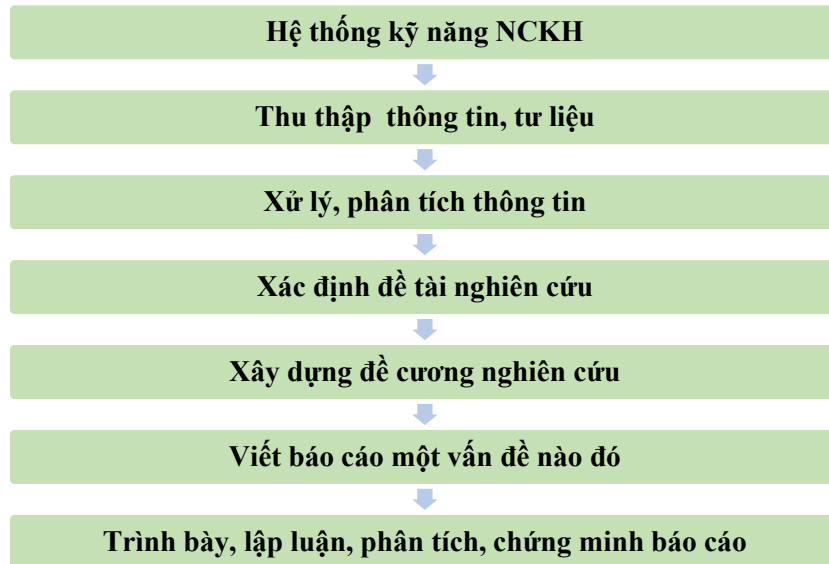 Hệ thống kỹ năng NCKH
Thu thập thông tin, tư liệu
Xử lý, phân tích thông tin
Xác định đề tài nghiên cứu
Xây dựng đề cương nghiên cứu
Viết báo cáo một vấn đề nào đó
Trình bày, lập luận, phân tích, chứng minh báo cáo